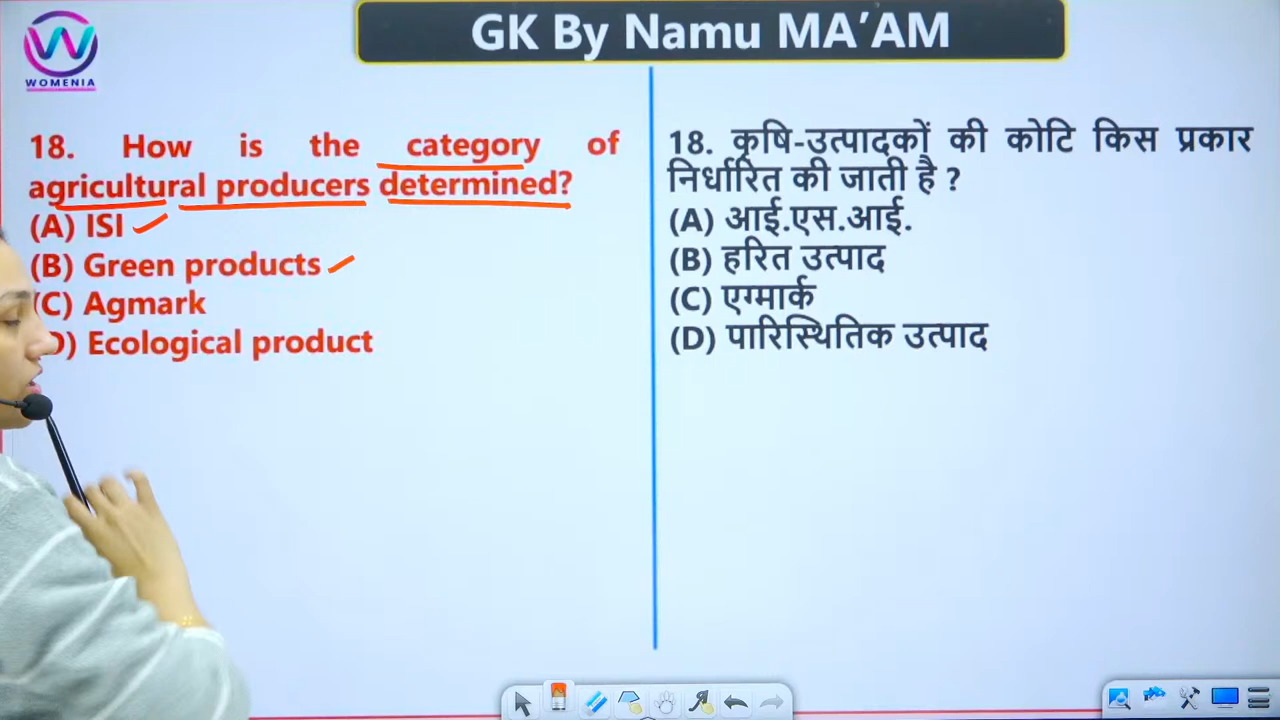 WOMENIA
GK By Namu MA’AM
18. How is the category of
agricultural producers determined?
(A) ISI
(B) Green products
(C) Agmark
D) Ecological product
18. कृषि-उत्पादकों की कोटि किस प्रकार
निर्धारित की जाती है ?
(A) आई.एस.आई.
(B) हरित उत्पाद
(C) एग्मार्क
(D) पारिस्थितिक उत्पाद